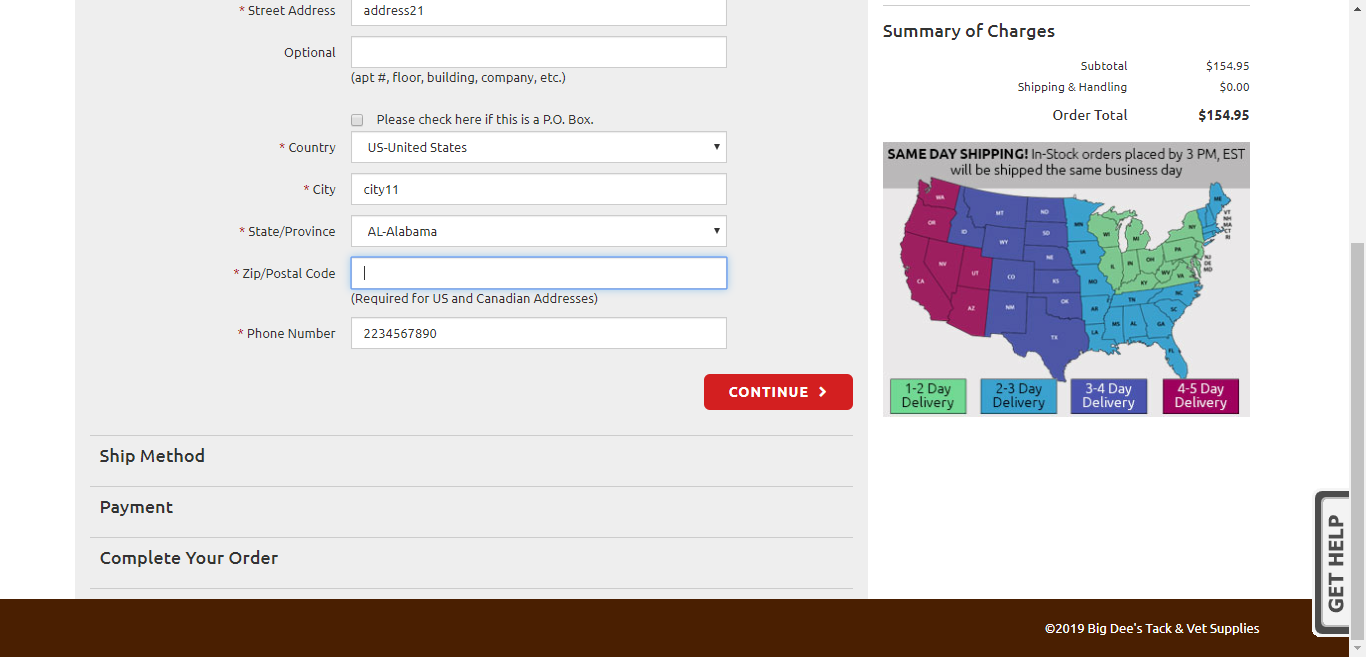 * Street Address
address21
Optional
(apt #, floor, building, company, etc.)
Please check here if this is a P.O. Box.
* Country
US-United States
* City
city11
* State/Province
AL-Alabama
* Zip/Postal Code
(Required for US and Canadian Addresses)
* Phone Number
2234567890
CONTINUE
Ship Method
Payment
Complete Your Order
Summary of Charges
Subtotal $154.95
Shipping & Handling $0.00
Order Total $154.95
SAME DAY SHIPPING! In-Stock orders placed by 3 PM, EST
will be shipped the same business day
WA
OR
CA
NV
ID
UT
AZ
MT
WY
CO
NM
ND
SD
NE
KS
OK
TX
MN
IA
MO
AR
LA
WI
IL
MI
IN
OH
KY
TN
MS
AL
GA
FL
SC
NC
VA
WV
PA
NY
ME
VT
NH
MA
CT
RI
NJ
DE
MD
1-2 Day
Delivery
2-3 Day
Delivery
3-4 Day
Delivery
4-5 Day
Delivery
GET HELP
©2019 Big Dee's Tack & Vet Supplies